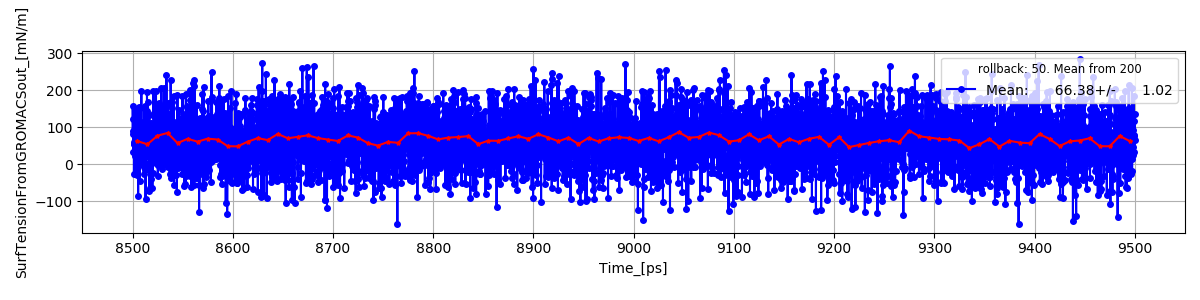 SurfTensionFromGROMACSout_[mN/m]
300
200
100
0
−100
rollback: 50. Mean from 200
Mean: 66.38+/- 1.02
8500 8600 8700 8800 8900 9000 9100 9200 9300 9400 9500
Time_[ps]